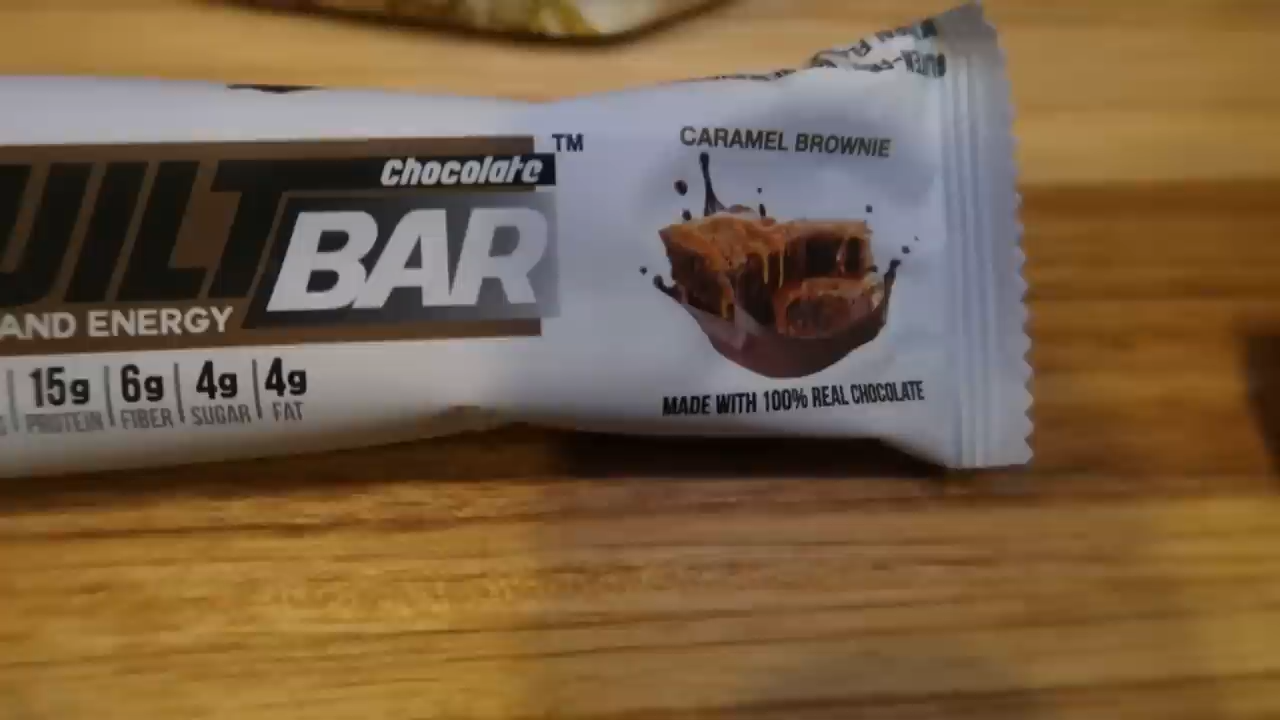 UILT
Chocolate
BAR
TM
AND ENERGY
15g 6g 4g 4g
PROTEIN FIBER SUGAR FAT
CARAMEL BROWNIE
MADE WITH 100% REAL CHOCOLATE